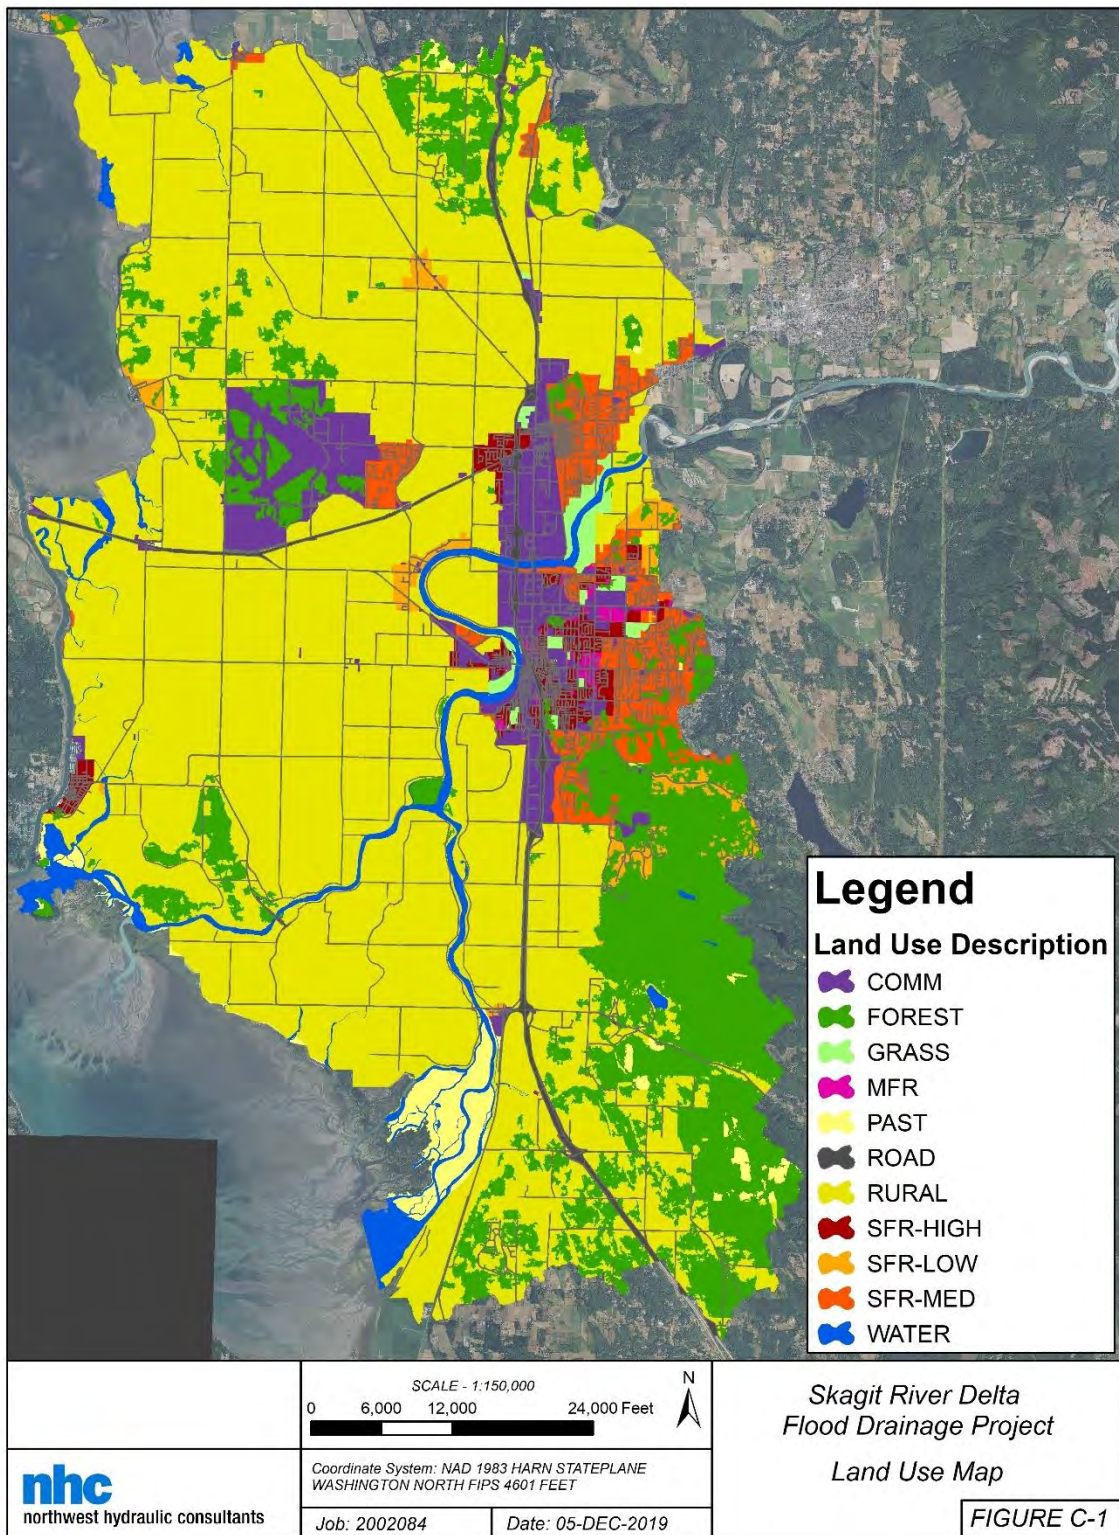 Legend
Land Use Description
COMM
FOREST
GRASS
MFR
PAST
ROAD
RURAL
SFR-HIGH
SFR-LOW
SFR-MED
WATER
SCALE - 1:150,000
0 6,000 12,000 24,000 Feet
N
Coordinate System: NAD 1983 HARN STATEPLANE
WASHINGTON NORTH FIPS 4601 FEET
Job: 2002084 Date: 05-DEC-2019
nhc
northwest hydraulic consultants
Skagit River Delta
Flood Drainage Project
Land Use Map
FIGURE C-1